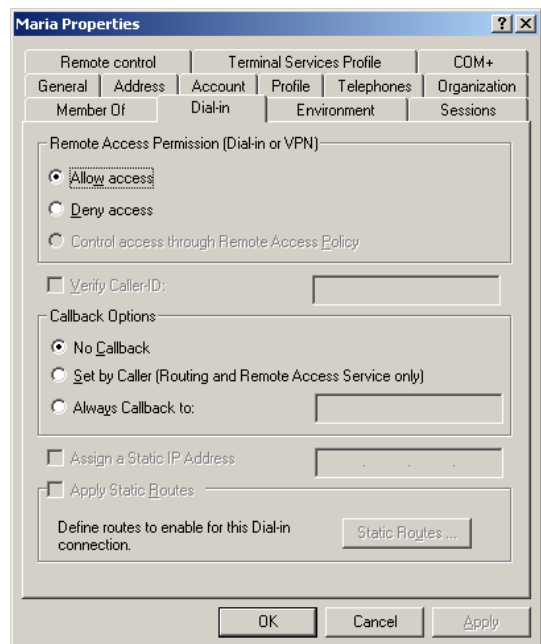 Maria Properties
Remote control Terminal Services Profile COM+
General Address Account Profile Telephones Organization
Member Of Dial-in Environment Sessions
Remote Access Permission (Dial-in or VPN)
Allow access
Deny access
Control access through Remote Access Policy
Verify Caller-ID:
Callback Options
No Callback
Set by Caller (Routing and Remote Access Service only)
Always Callback to:
Assign a Static IP Address
Apply Static Routes
Define routes to enable for this Dial-in
connection.
Static Routes ...
OK Cancel Apply